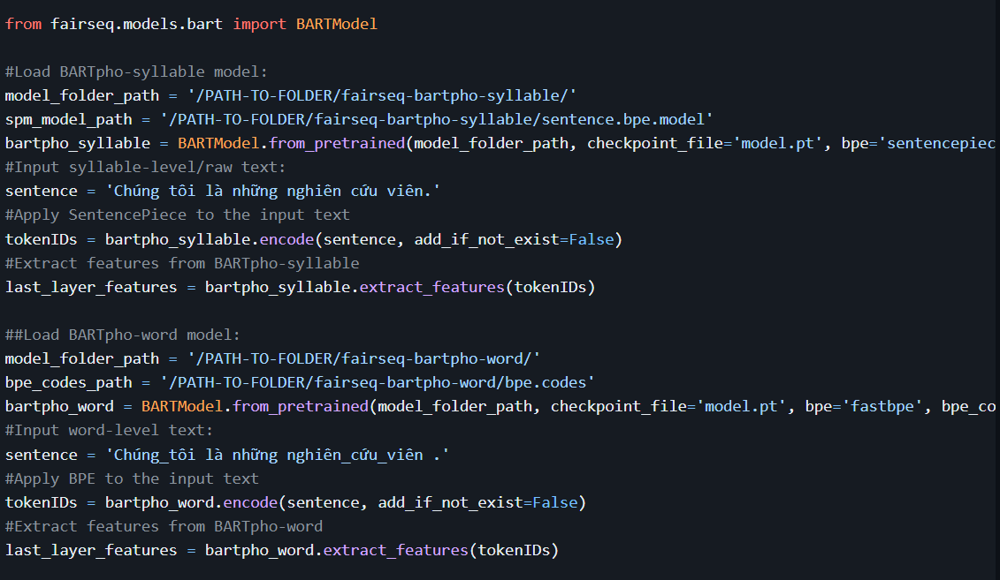 from fairseq.models.bart import BARTModel
#Load BARTpho-syllable model:
model_folder_path = '/PATH-TO-FOLDER/fairseq-bartpho-syllable/'
spm_model_path = '/PATH-TO-FOLDER/fairseq-bartpho-syllable/sentence.bpe.model'
bartpho_syllable = BARTModel.from_pretrained(model_folder_path, checkpoint_file='model.pt', bpe='sentencepiec
#Input syllable-level/raw text:
sentence = 'Chúng tôi là những nghiên cứu viên.'
#Apply SentencePiece to the input text
tokenIDs = bartpho_syllable.encode(sentence, add_if_not_exist=False)
#Extract features from BARTpho-syllable
last_layer_features = bartpho_syllable.extract_features(tokenIDs)
##Load BARTpho-word model:
model_folder_path = '/PATH-TO-FOLDER/fairseq-bartpho-word/'
bpe_codes_path = '/PATH-TO-FOLDER/fairseq-bartpho-word/bpe.codes'
bartpho_word = BARTModel.from_pretrained(model_folder_path, checkpoint_file='model.pt', bpe='fastbpe', bpe_co
#Input word-level text:
sentence = 'Chúng_tôi là những nghiên_cứu_viên .'
#Apply BPE to the input text
tokenIDs = bartpho_word.encode(sentence, add_if_not_exist=False)
#Extract features from BARTpho-word
last_layer_features = bartpho_word.extract_features(tokenIDs)